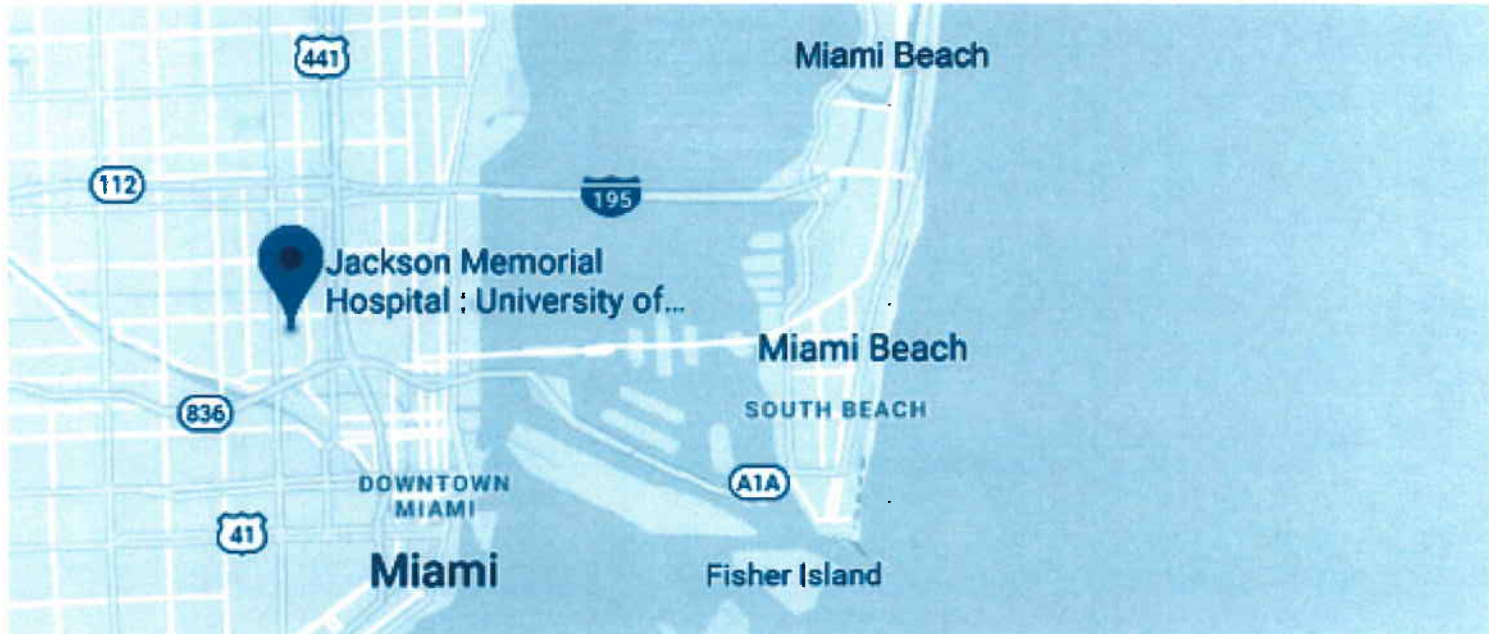 441
Miami Beach
112
195
Jackson Memorial
Hospital : University of...
Miami Beach
836
SOUTH BEACH
DOWNTOWN
MIAMI
A1A
41
Miami
Fisher Island